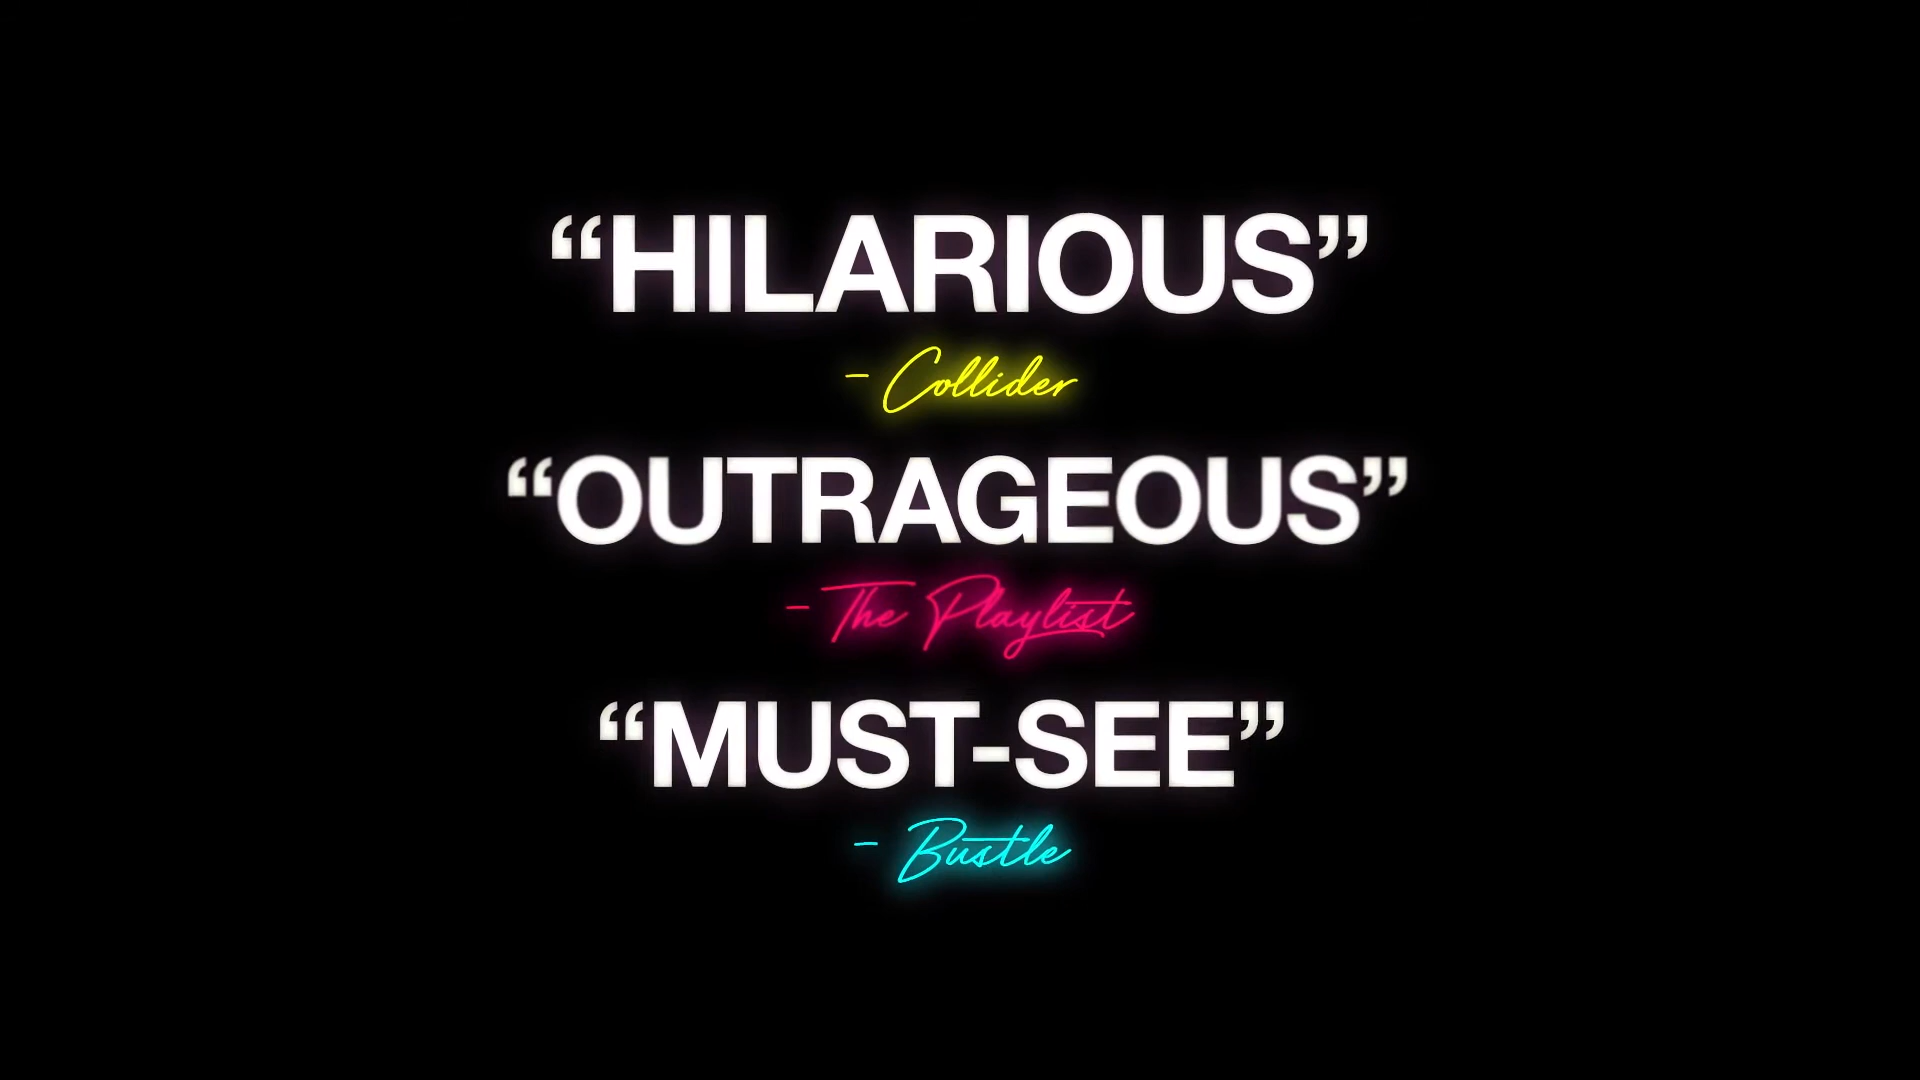 “HILARIOUS”
– Collider
“OUTRAGEOUS”
– The Playlist
“MUST-SEE”
– Bustle